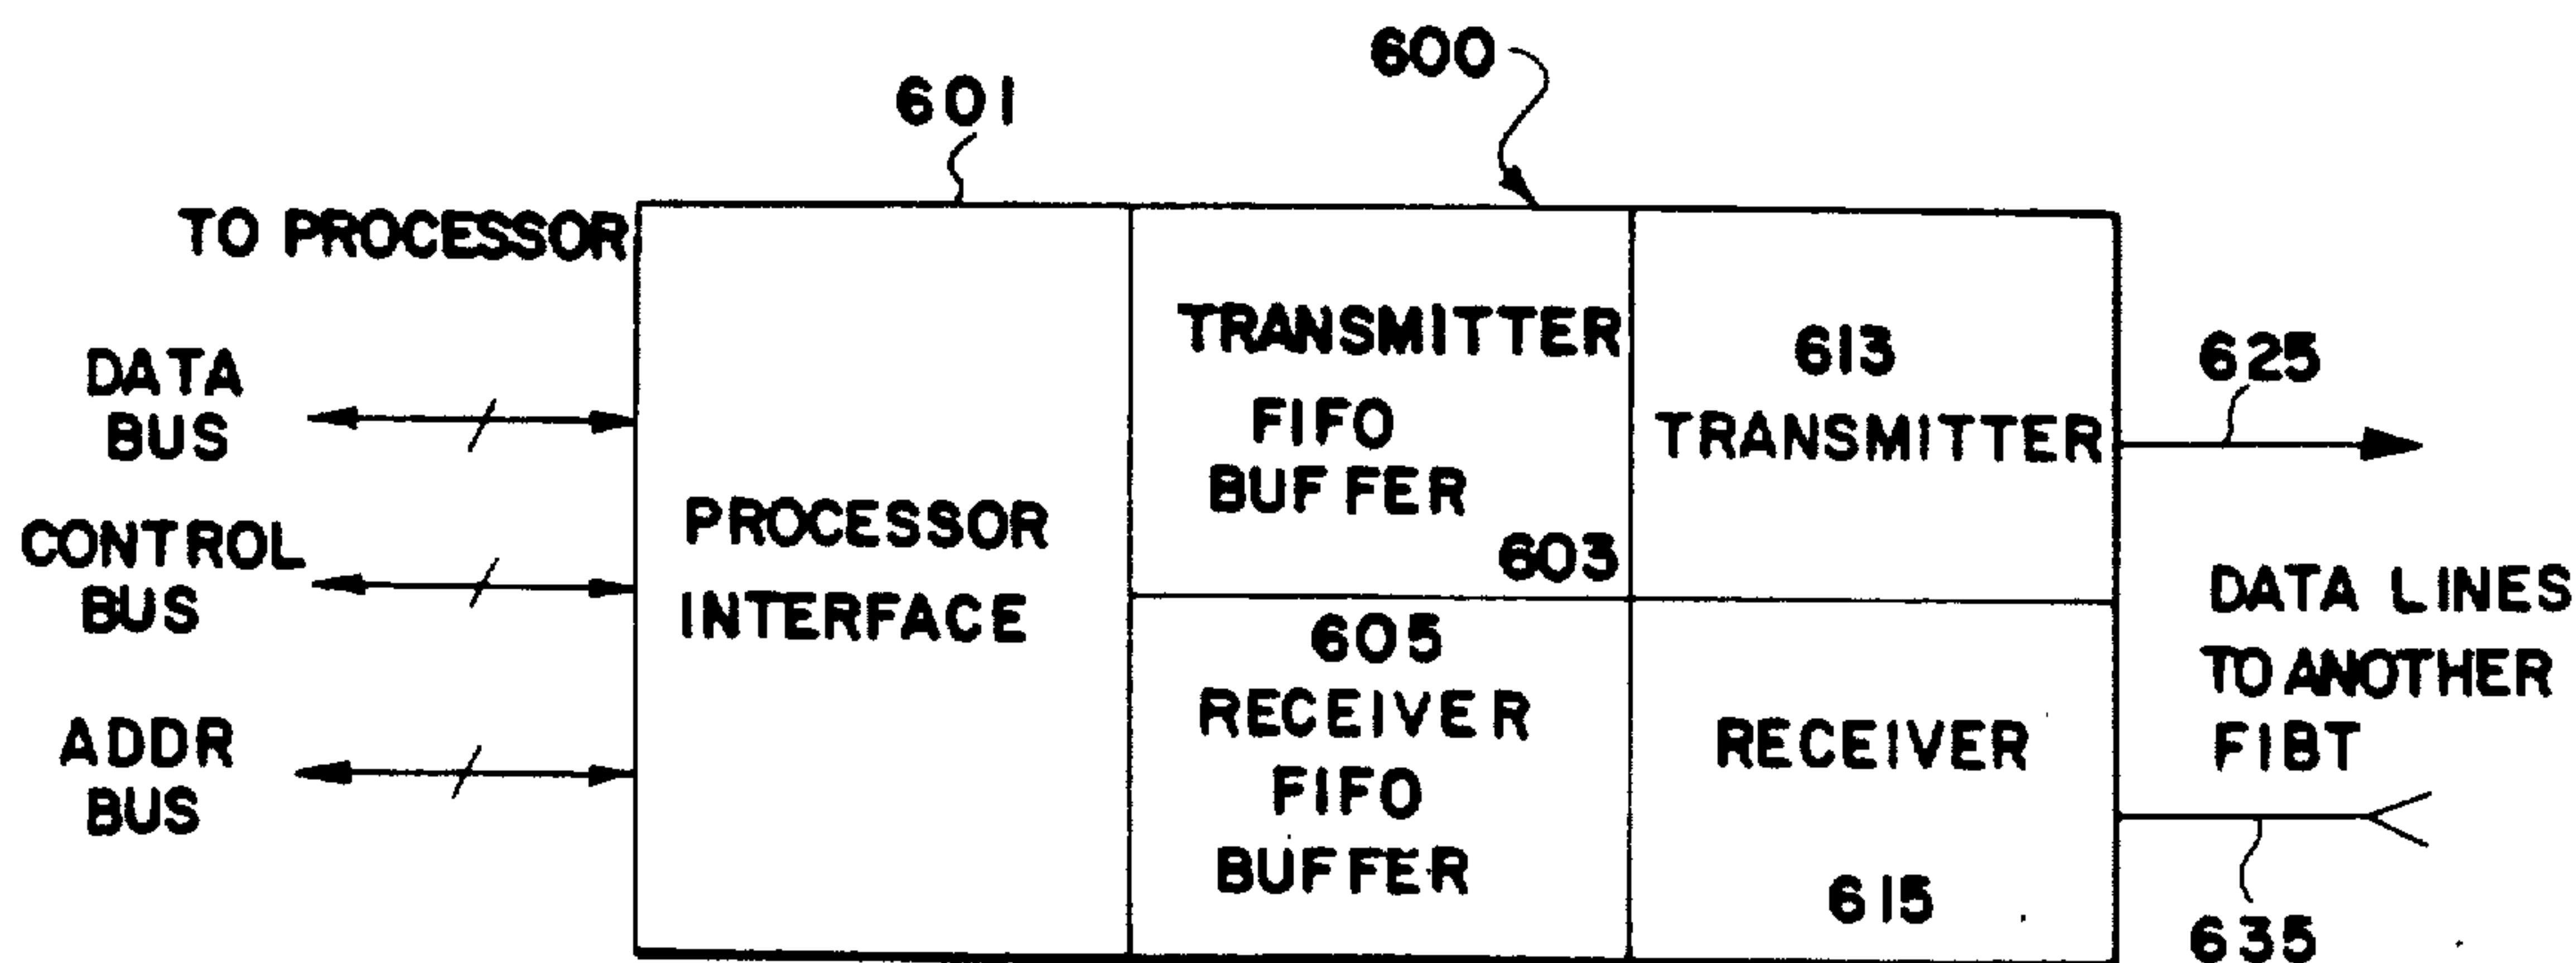 600
601
TO PROCESSOR
DATA
BUS
CONTROL
BUS
ADDR
BUS
PROCESSOR
INTERFACE
TRANSMITTER
FIFO
BUFFER
603
605
RECEIVER
FIFO
BUFFER
613
TRANSMITTER
RECEIVER
615
625
DATA LINES
TO ANOTHER
FIBT
635